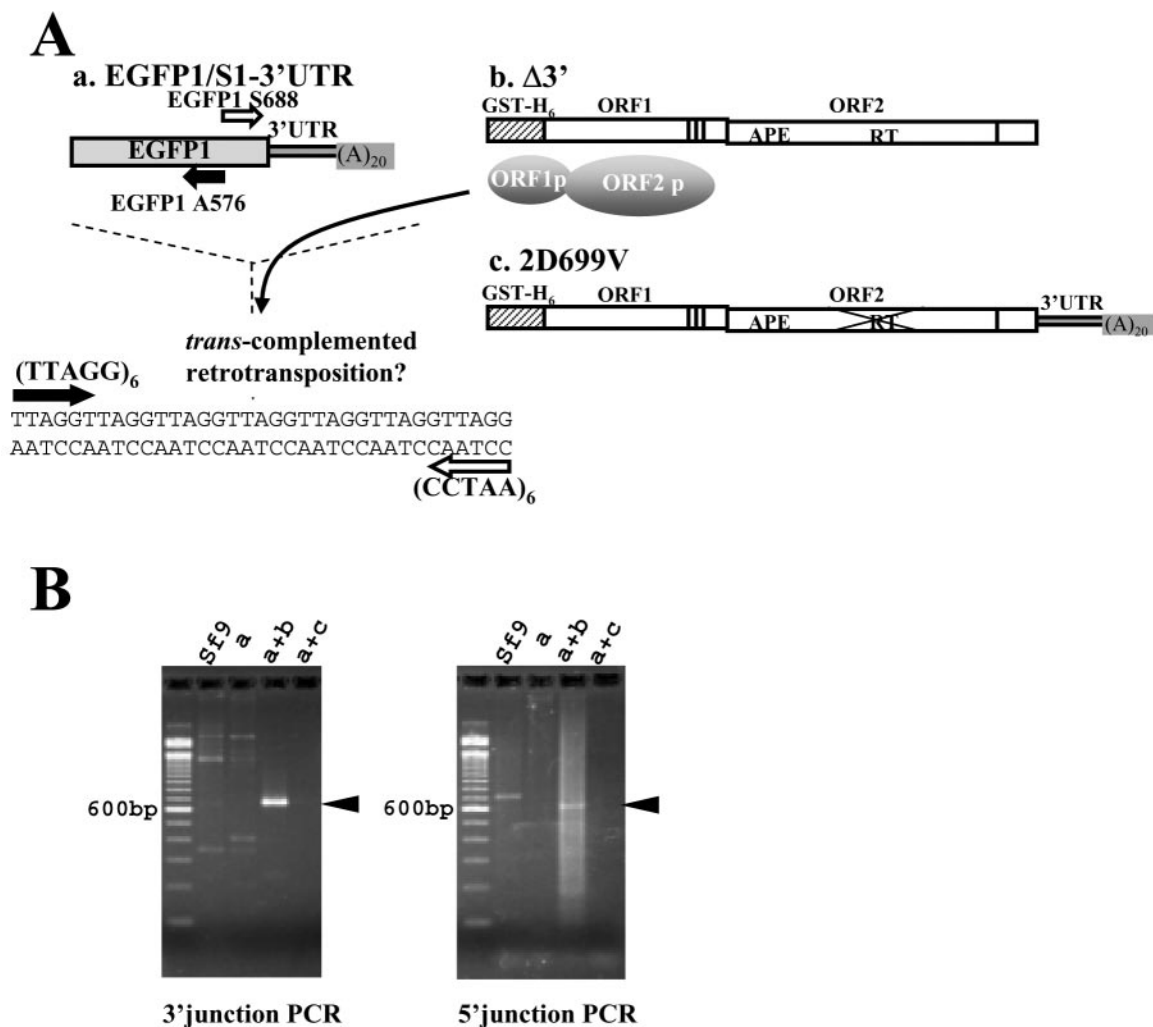 A
a. EGFP1/S1-3'UTR
EGFP1 S688
3'UTR
EGFP1
(A)20
EGFP1 A576
b. Δ3'
GST-H6
ORF1
ORF2
APE
RT
ORF1p
ORF2 p
c. 2D699V
GST-H6
ORF1
ORF2
3'UTR
APE
RT
(A)20
trans-complemented
retrotransposition?
(TTAGG)6
TTAGGTTAGGTTAGGTTAGGTTAGGTTAGG
AATCCAATCCAATCCAATCCAATCCAATCC
(CCTAA)6
B
Sf9 a a+b a+c
600bp
3'junction PCR
Sf9 a a+b a+c
600bp
5'junction PCR